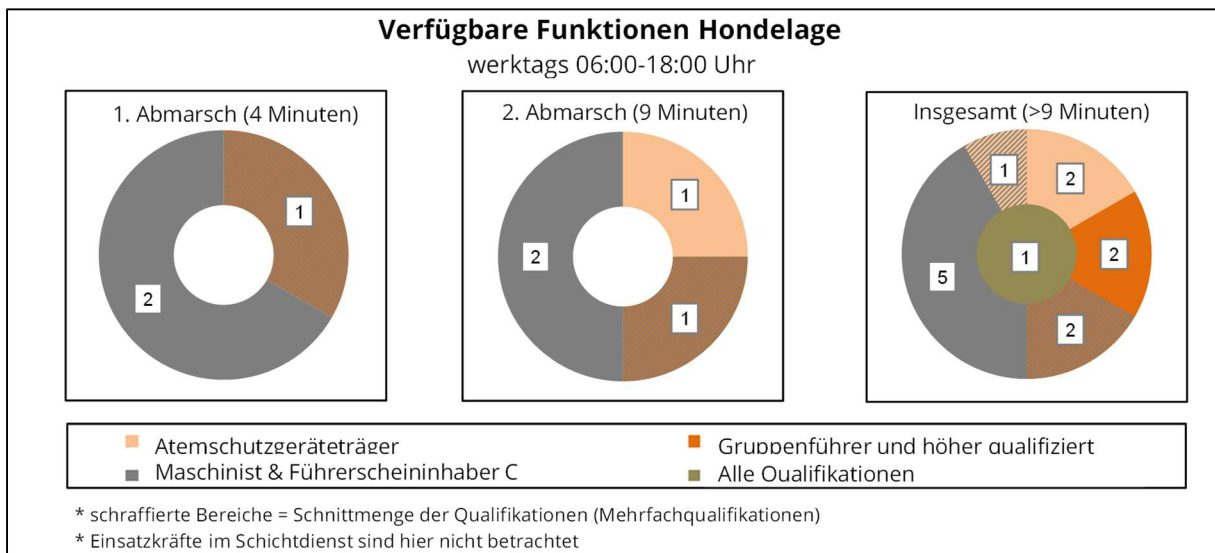 Verfügbare Funktionen Hondelage
werktags 06:00-18:00 Uhr
1. Abmarsch (4 Minuten)
1
2
2. Abmarsch (9 Minuten)
1
2
1
Insgesamt (>9 Minuten)
1
2
2
1
5
2
Atemschutzgeräteträger
Gruppenführer und höher qualifiziert
Maschinist & Führerscheininhaber C
Alle Qualifikationen
* schraffierte Bereiche = Schnittmenge der Qualifikationen (Mehrfachqualifikationen)
* Einsatzkräfte im Schichtdienst sind hier nicht betrachtet